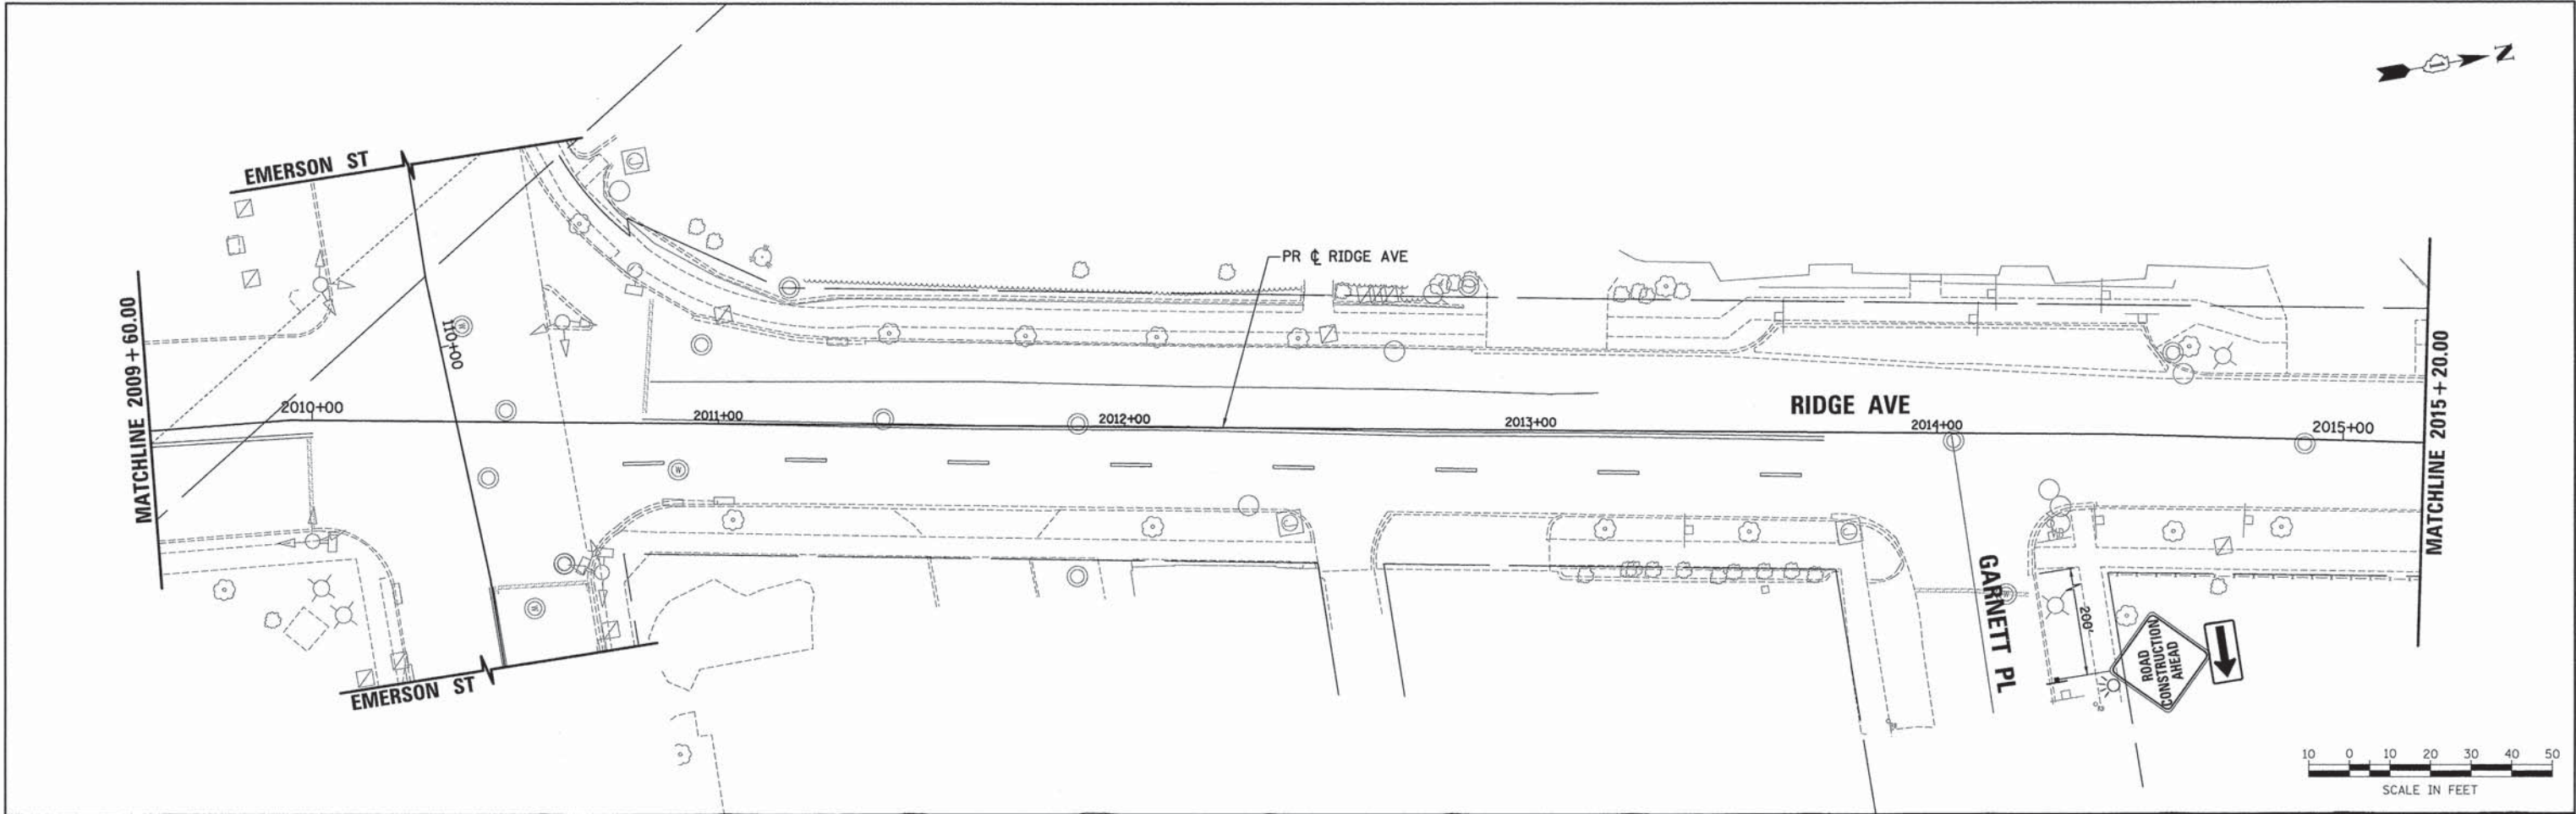 N
EMERSON ST
PR ℄ RIDGE AVE
MATCHLINE 2009+60.00
110+00
W
RIDGE AVE
2010+00
2011+00
2012+00
2013+00
2014+00
2015+00
MATCHLINE 2015+20.00
W
W
W
GARNETT PL
200'
ROAD
CONSTRUCTION
AHEAD
EMERSON ST
10 0 10 20 30 40 50
SCALE IN FEET